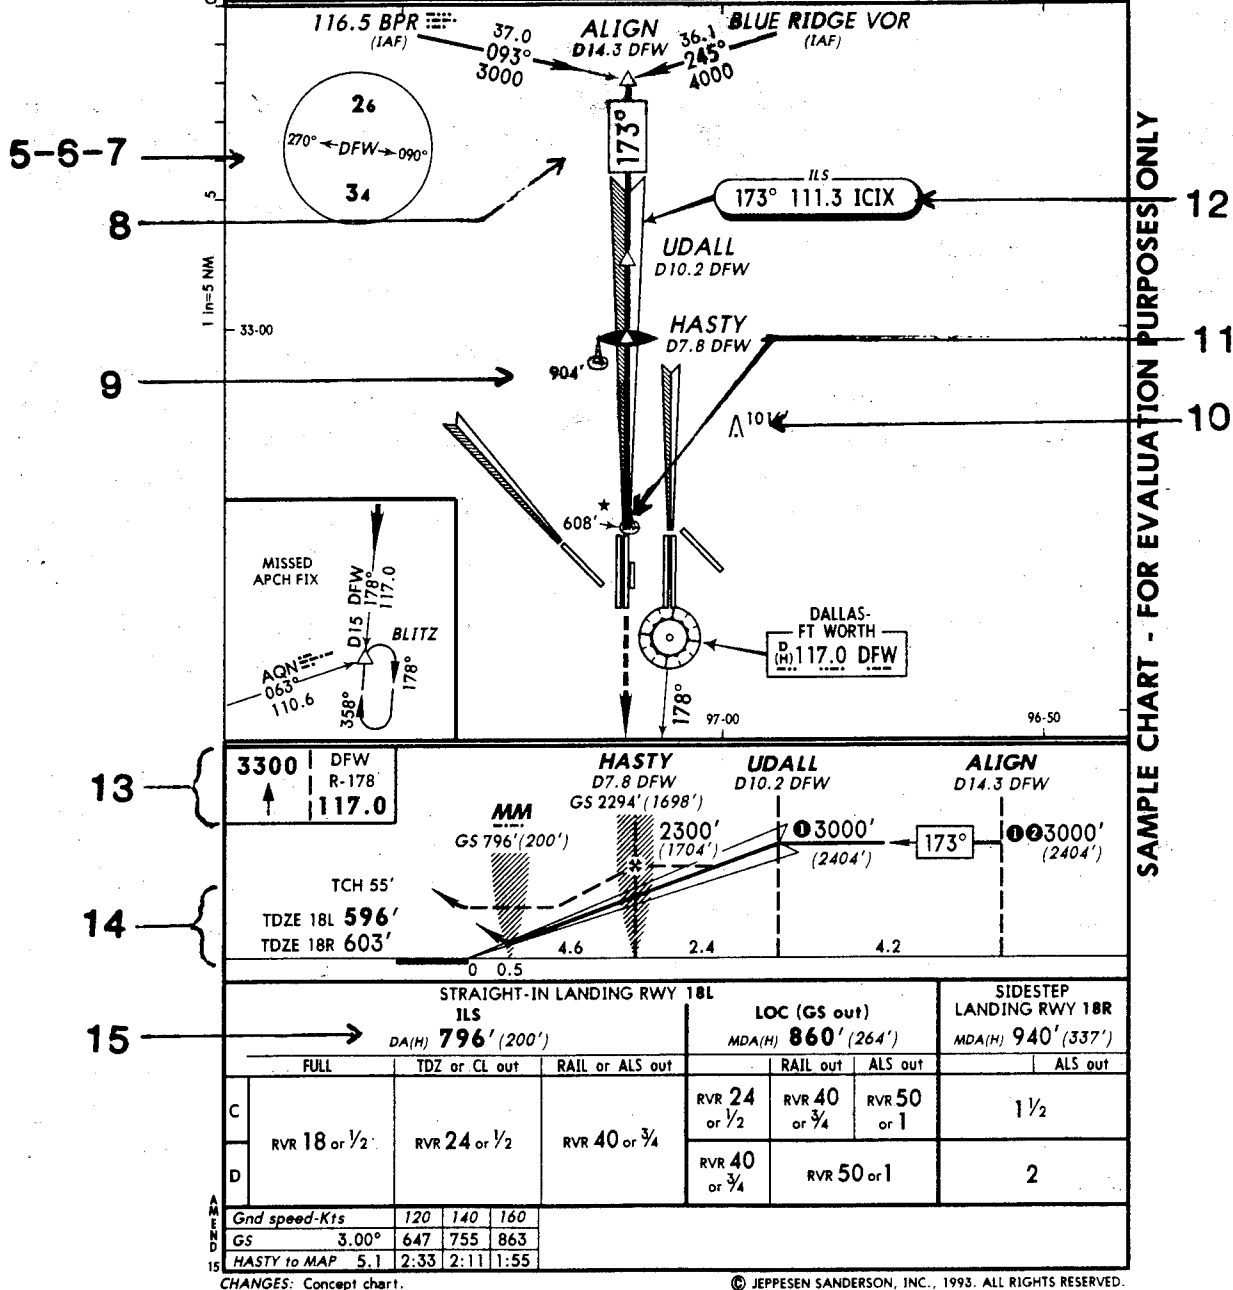 116.5 BPR
(IAF)
37.0
093°
3000
ALIGN
D14.3 DFW
36.1
245°
4000
BLUE RIDGE VOR
(IAF)
26
270° DFW 090°
34
5-6-7
8
173°
ILS
173° 111.3 ICIX
12
5
1 in=5 NM
UDALL
D10.2 DFW
33-00
HASTY
D7.8 DFW
11
904'
9
10
608'
MISSED
APCH FIX
D15 DFW
178°
117.0
BLITZ
AQN
063°
110.6
358°
178°
DALLAS-
FT WORTH
D
(H) 117.0 DFW
178°
97-00
96-50
SAMPLE CHART - FOR EVALUATION PURPOSES ONLY
13
3300
DFW
R-178
117.0
HASTY
D7.8 DFW
GS 2294'(1698')
UDALL
D10.2 DFW
ALIGN
D14.3 DFW
MM
GS 796'(200')
2300'
(1704')
1 3000'
(2404')
173°
1 2 3000'
(2404')
14
TCH 55'
TDZE 18L 596'
TDZE 18R 603'
4.6
2.4
4.2
0 0.5
15
STRAIGHT-IN LANDING RWY 18L
ILS
DA(H) 796' (200')
LOC (GS out)
MDA(H) 860' (264')
SIDESTEP
LANDING RWY 18R
MDA(H) 940' (337')
FULL TDZ or CL out RAIL or ALS out RAIL out ALS out ALS out
C
RVR 24
or 1/2
RVR 40
or 3/4
RVR 50
or 1
1 1/2
RVR 18 or 1/2 RVR 24 or 1/2 RVR 40 or 3/4
D
RVR 40
or 3/4
RVR 50 or 1
2
AMEND
15
Gnd speed-Kts 120 140 160
GS 3.00° 647 755 863
HASTY to MAP 5.1 2:33 2:11 1:55
CHANGES: Concept chart.
© JEPPESEN SANDERSON, INC., 1993. ALL RIGHTS RESERVED.